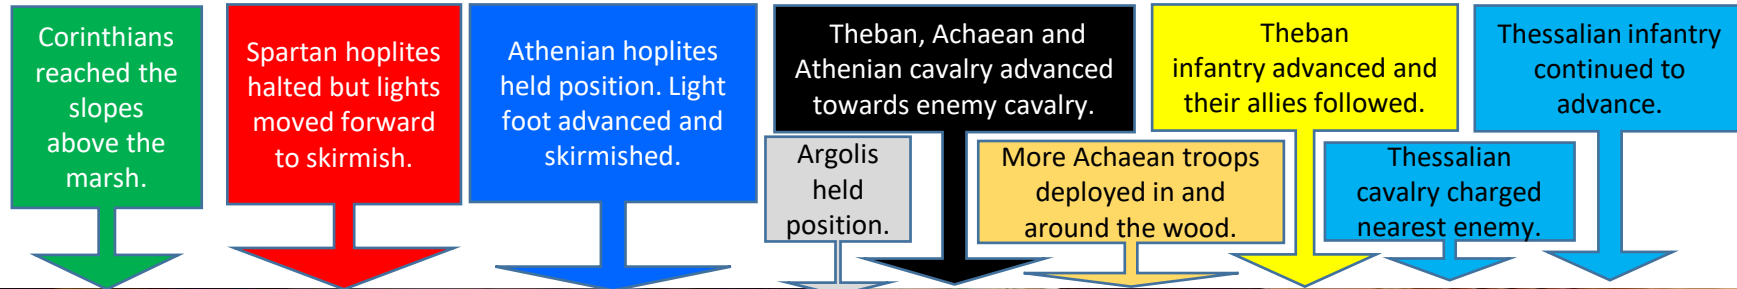 Corinthians
reached the
slopes
above the
marsh.
Spartan hoplites
halted but lights
moved forward
to skirmish.
Athenian hoplites
held position. Light
foot advanced and
skirmished.
Theban, Achaean and
Athenian cavalry advanced
towards enemy cavalry.
Argolis
held
position.
More Achaean troops
deployed in and
around the wood.
Theban
infantry advanced and
their allies followed.
Thessalian
cavalry charged
nearest enemy.
Thessalian infantry
continued to
advance.